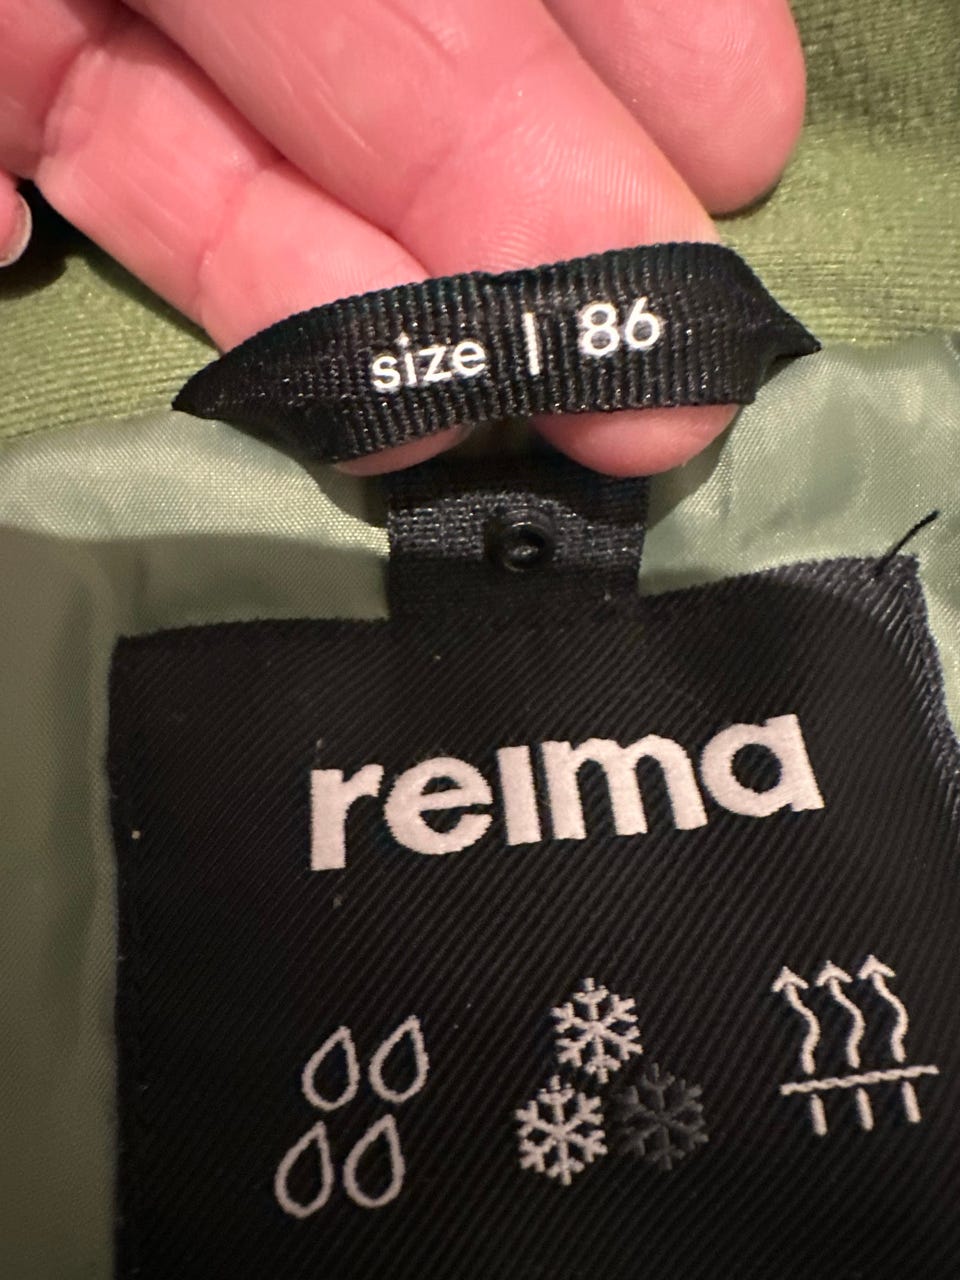 size | 86
reima